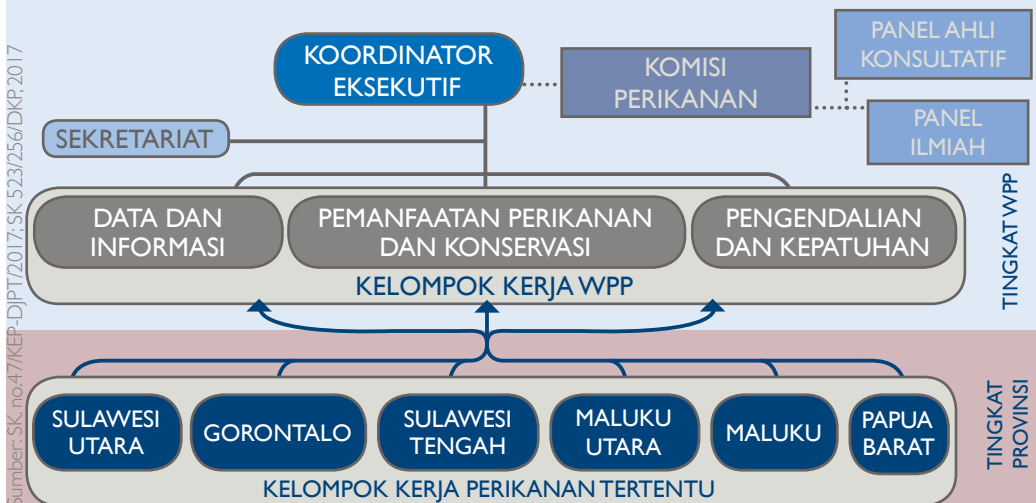 KOORDINATOR
EKSEKUTIF
KOMISI
PERIKANAN
PANEL AHLI
KONSULTATIF
PANEL
ILMIAH
SEKRETARIAT
DATA DAN
INFORMASI
PEMANFAATAN PERIKANAN
DAN KONSERVASI
PENGENDALIAN
DAN KEPATUHAN
KELOMPOK KERJA WPP
TINGKAT WPP
SULAWESI
UTARA
GORONTALO
SULAWESI
TENGAH
MALUKU
UTARA
MALUKU
PAPUA
BARAT
KELOMPOK KERJA PERIKANAN TERTENTU
TINGKAT
PROVINSI
Sumber: SK. no.47/KEP-DJPT/2017; SK 523/256/DKP, 2017